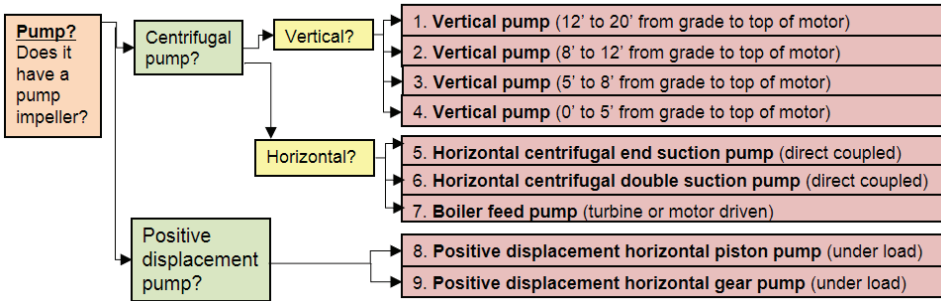 Pump?
Does it
have a
pump
impeller?
Centrifugal
pump?
Vertical?
1. Vertical pump (12' to 20' from grade to top of motor)
2. Vertical pump (8' to 12' from grade to top of motor)
3. Vertical pump (5' to 8' from grade to top of motor)
4. Vertical pump (0' to 5' from grade to top of motor)
Horizontal?
5. Horizontal centrifugal end suction pump (direct coupled)
6. Horizontal centrifugal double suction pump (direct coupled)
7. Boiler feed pump (turbine or motor driven)
Positive
displacement
pump?
8. Positive displacement horizontal piston pump (under load)
9. Positive displacement horizontal gear pump (under load)